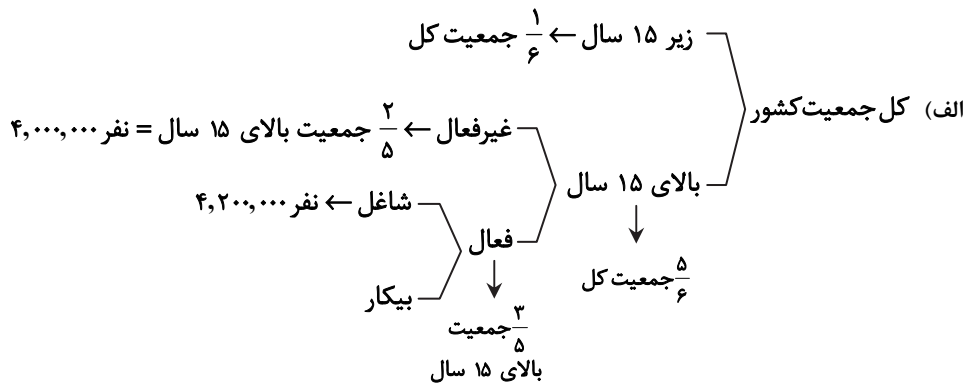 زیر ۱۵ سال ← ۱/۶ جمعیت کل
الف) کل جمعیت کشور
غیرفعال ← ۲/۵ جمعیت بالای ۱۵ سال = نفر ۴,۰۰۰,۰۰۰
بالای ۱۵ سال
شاغل ← نفر ۴,۲۰۰,۰۰۰
فعال
۵/۶ جمعیت کل
بیکار
۳/۵ جمعیت
بالای ۱۵ سال